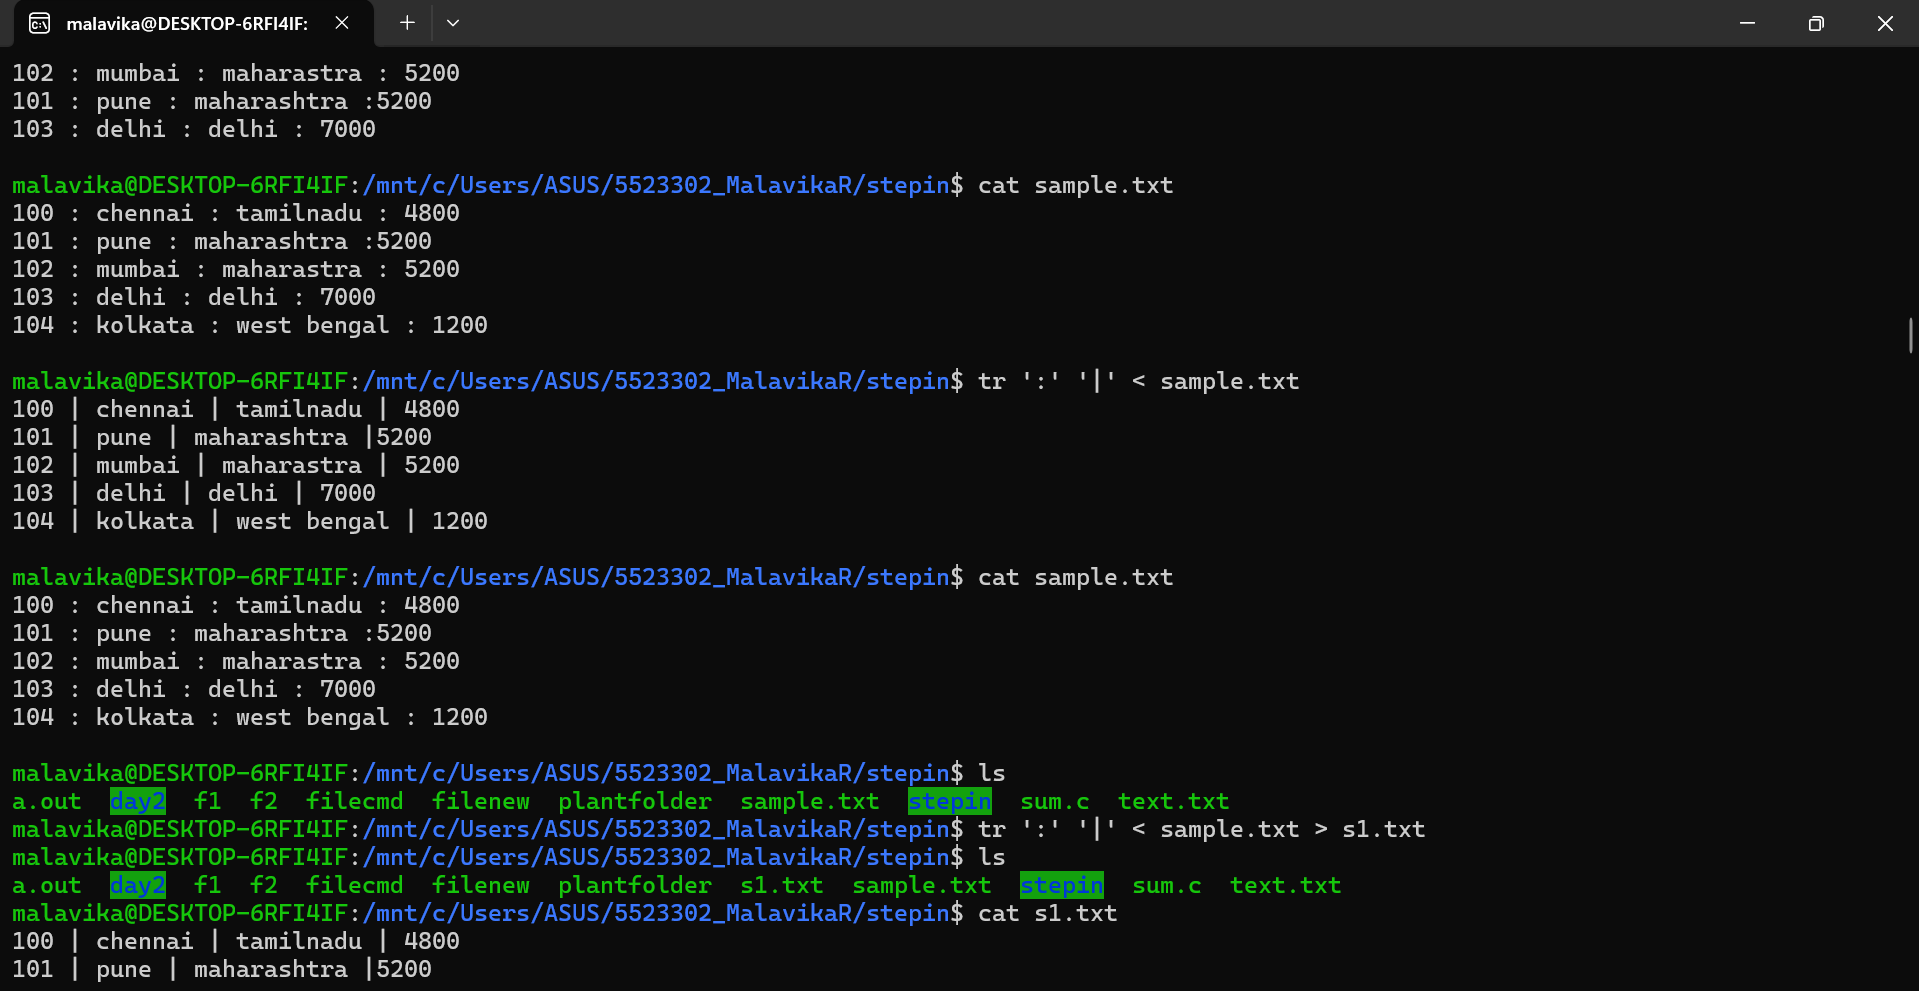 malavika@DESKTOP-6RFI4IF:
102 : mumbai : maharastra : 5200
101 : pune : maharashtra :5200
103 : delhi : delhi : 7000
malavika@DESKTOP-6RFI4IF:/mnt/c/Users/ASUS/5523302_MalavikaR/stepin$ cat sample.txt
100 : chennai : tamilnadu : 4800
101 : pune : maharashtra :5200
102 : mumbai : maharastra : 5200
103 : delhi : delhi : 7000
104 : kolkata : west bengal : 1200
malavika@DESKTOP-6RFI4IF:/mnt/c/Users/ASUS/5523302_MalavikaR/stepin$ tr ':' '|' < sample.txt
100 | chennai | tamilnadu | 4800
101 | pune | maharashtra |5200
102 | mumbai | maharastra | 5200
103 | delhi | delhi | 7000
104 | kolkata | west bengal | 1200
malavika@DESKTOP-6RFI4IF:/mnt/c/Users/ASUS/5523302_MalavikaR/stepin$ cat sample.txt
100 : chennai : tamilnadu : 4800
101 : pune : maharashtra :5200
102 : mumbai : maharastra : 5200
103 : delhi : delhi : 7000
104 : kolkata : west bengal : 1200
malavika@DESKTOP-6RFI4IF:/mnt/c/Users/ASUS/5523302_MalavikaR/stepin$ ls
a.out  day2  f1  f2  filecmd  filenew  plantfolder  sample.txt  stepin  sum.c  text.txt
malavika@DESKTOP-6RFI4IF:/mnt/c/Users/ASUS/5523302_MalavikaR/stepin$ tr ':' '|' < sample.txt > s1.txt
malavika@DESKTOP-6RFI4IF:/mnt/c/Users/ASUS/5523302_MalavikaR/stepin$ ls
a.out  day2  f1  f2  filecmd  filenew  plantfolder  s1.txt  sample.txt  stepin  sum.c  text.txt
malavika@DESKTOP-6RFI4IF:/mnt/c/Users/ASUS/5523302_MalavikaR/stepin$ cat s1.txt
100 | chennai | tamilnadu | 4800
101 | pune | maharashtra |5200